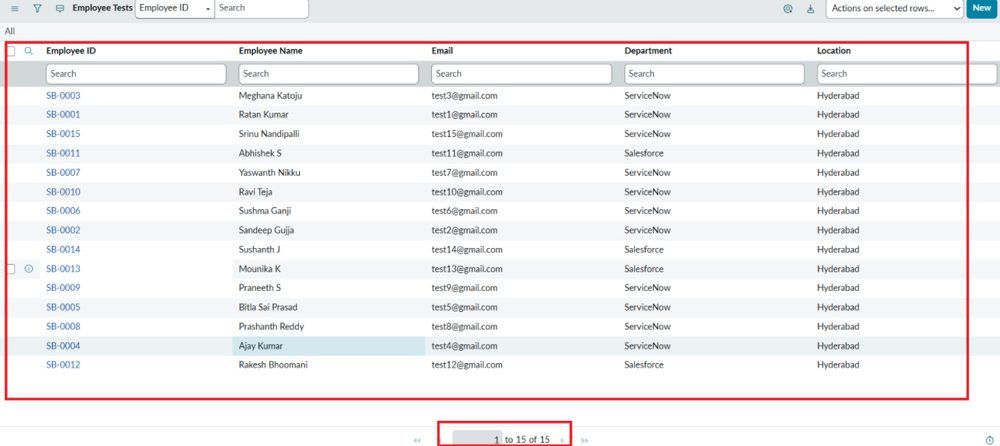 Employee Tests Employee ID Search Actions on selected rows... New
All
Employee ID Employee Name Email Department Location
Search Search Search Search Search
SB-0003 Meghana Katoju test3@gmail.com ServiceNow Hyderabad
SB-0001 Ratan Kumar test1@gmail.com ServiceNow Hyderabad
SB-0015 Srinu Nandipalli test15@gmail.com ServiceNow Hyderabad
SB-0011 Abhishek S test11@gmail.com Salesforce Hyderabad
SB-0007 Yaswanth Nikku test7@gmail.com ServiceNow Hyderabad
SB-0010 Ravi Teja test10@gmail.com ServiceNow Hyderabad
SB-0006 Sushma Ganji test6@gmail.com ServiceNow Hyderabad
SB-0002 Sandeep Gujja test2@gmail.com ServiceNow Hyderabad
SB-0014 Sushanth J test14@gmail.com Salesforce Hyderabad
SB-0013 Mounika K test13@gmail.com Salesforce Hyderabad
SB-0009 Praneeth S test9@gmail.com ServiceNow Hyderabad
SB-0005 Bitla Sai Prasad test5@gmail.com ServiceNow Hyderabad
SB-0008 Prashanth Reddy test8@gmail.com ServiceNow Hyderabad
SB-0004 Ajay Kumar test4@gmail.com ServiceNow Hyderabad
SB-0012 Rakesh Bhoomani test12@gmail.com Salesforce Hyderabad
1 to 15 of 15